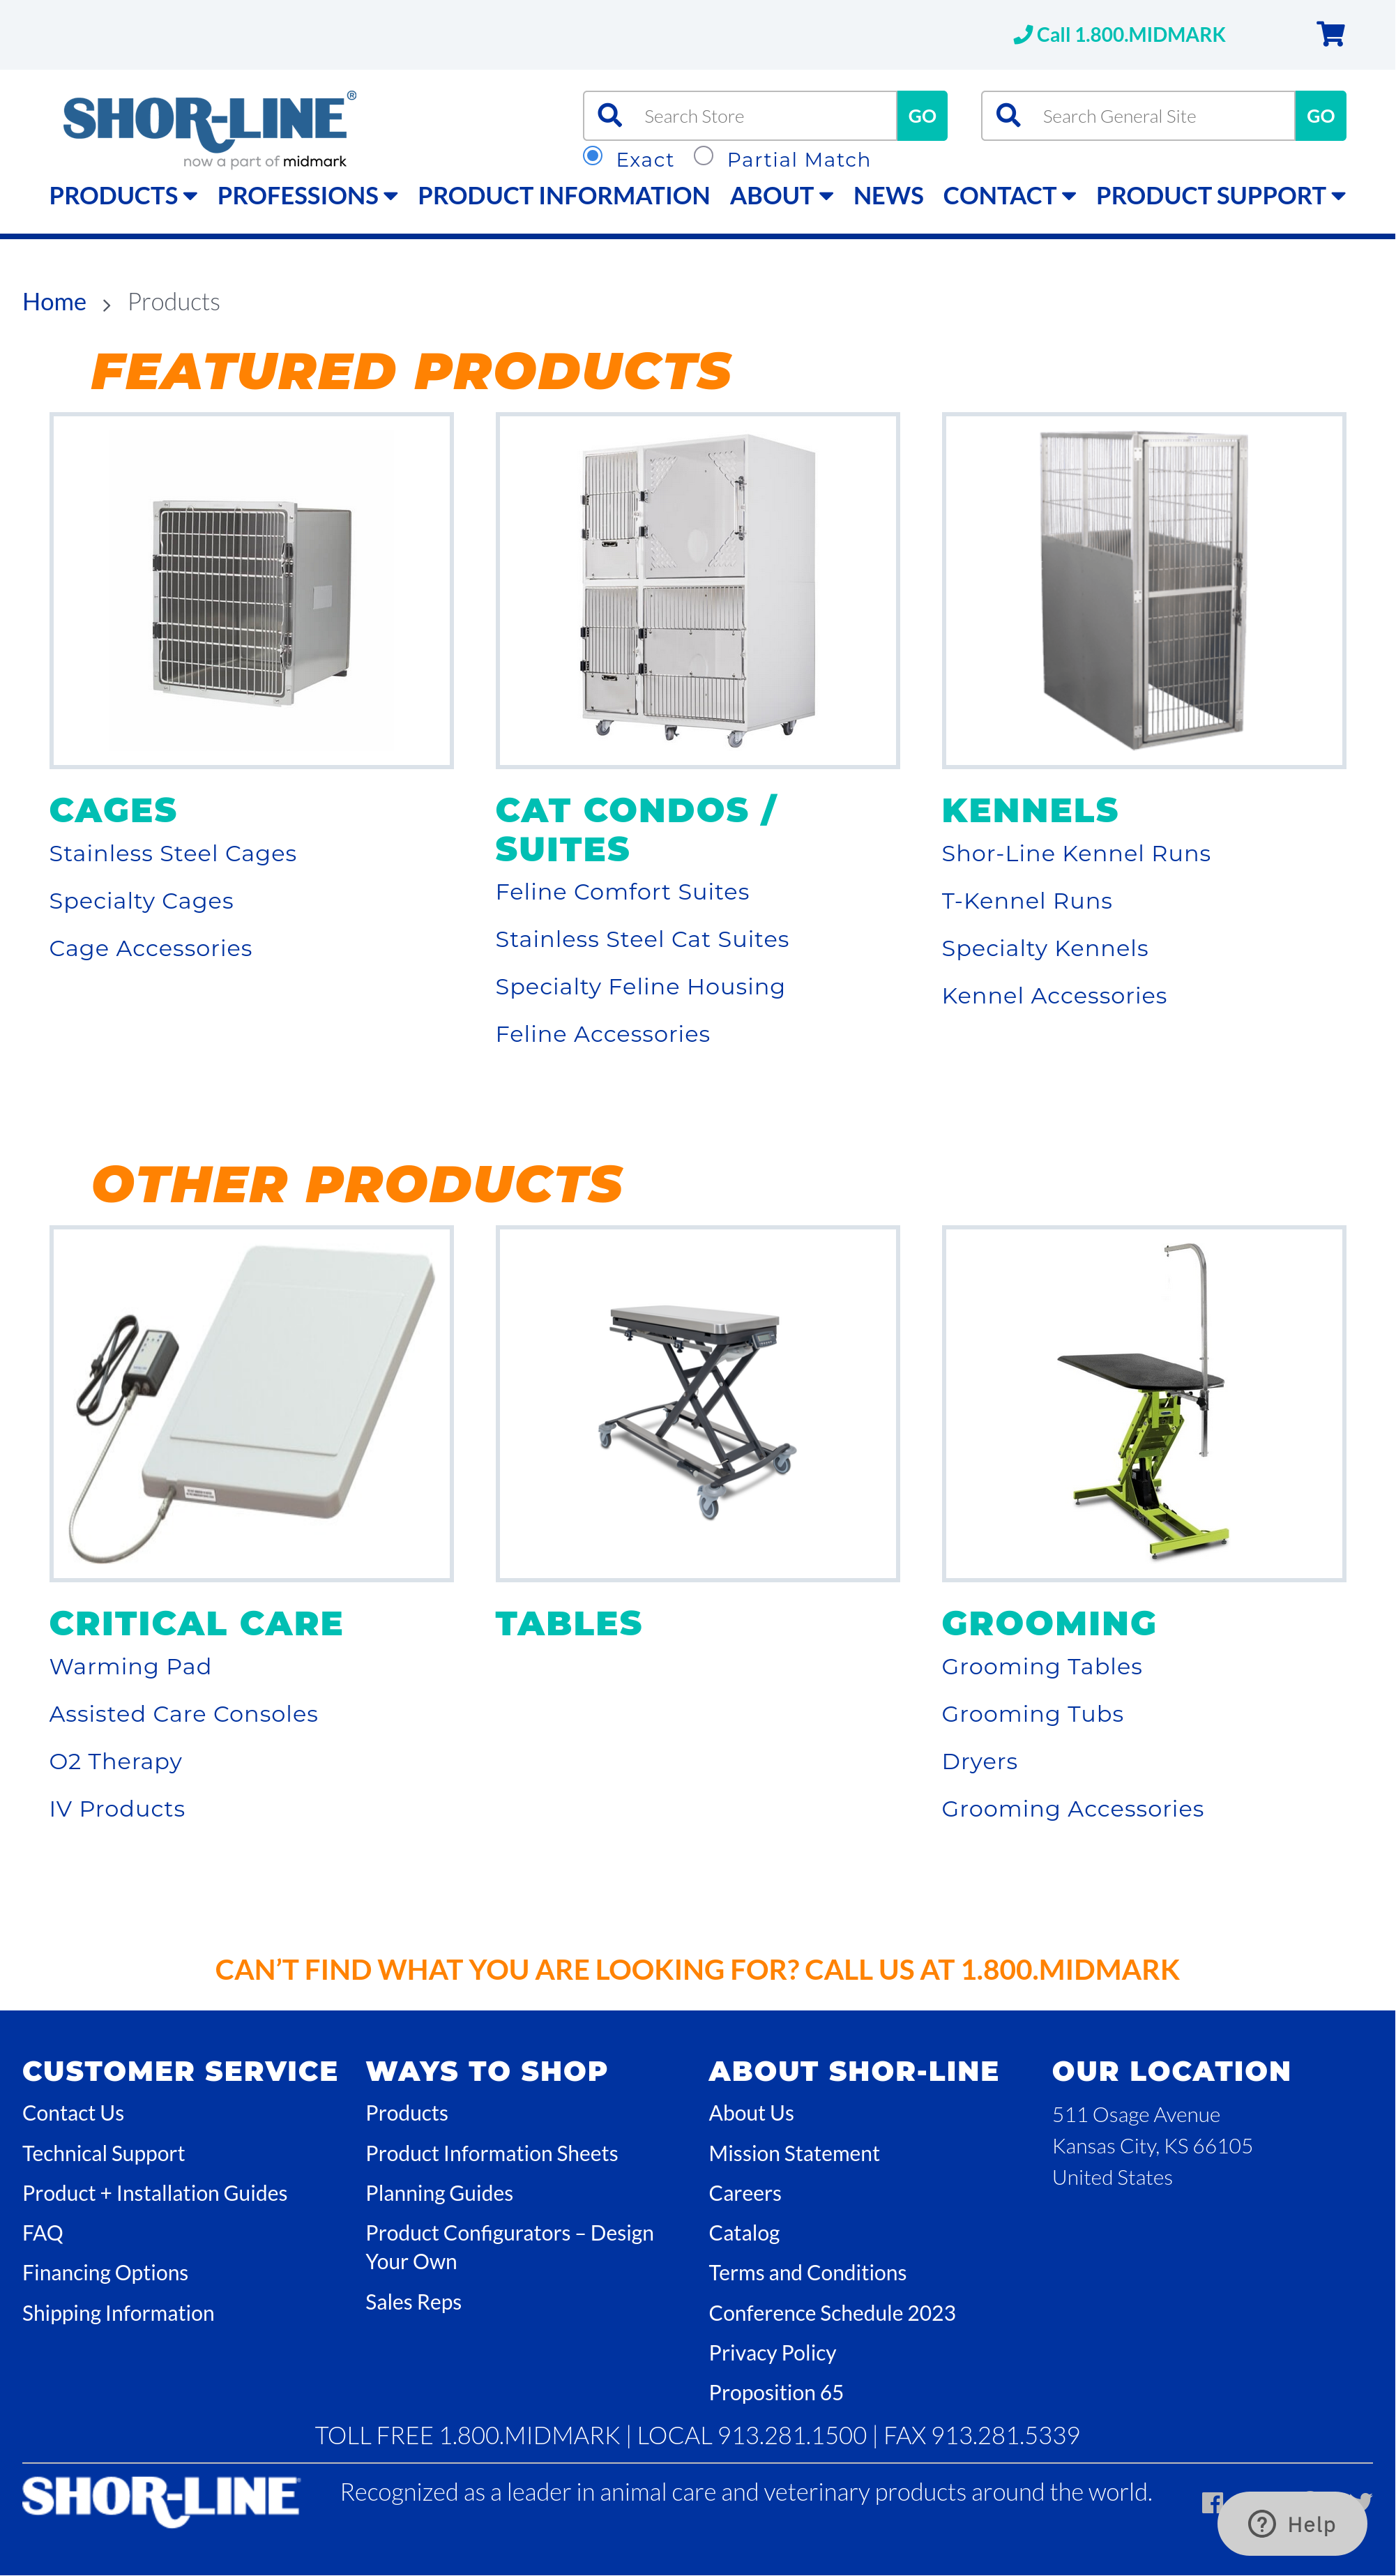 Call 1.800.MIDMARK
SHOR-LINE®
now a part of midmark
Search Store
GO
Search General Site
GO
Exact
Partial Match
PRODUCTS
PROFESSIONS
PRODUCT INFORMATION
ABOUT
NEWS
CONTACT
PRODUCT SUPPORT
Home
Products
FEATURED PRODUCTS
CAGES
Stainless Steel Cages
Specialty Cages
Cage Accessories
CAT CONDOS /
SUITES
Feline Comfort Suites
Stainless Steel Cat Suites
Specialty Feline Housing
Feline Accessories
KENNELS
Shor-Line Kennel Runs
T-Kennel Runs
Specialty Kennels
Kennel Accessories
OTHER PRODUCTS
CRITICAL CARE
Warming Pad
Assisted Care Consoles
O2 Therapy
IV Products
TABLES
GROOMING
Grooming Tables
Grooming Tubs
Dryers
Grooming Accessories
CAN’T FIND WHAT YOU ARE LOOKING FOR? CALL US AT 1.800.MIDMARK
CUSTOMER SERVICE
Contact Us
Technical Support
Product + Installation Guides
FAQ
Financing Options
Shipping Information
WAYS TO SHOP
Products
Product Information Sheets
Planning Guides
Product Configurators – Design
Your Own
Sales Reps
ABOUT SHOR-LINE
About Us
Mission Statement
Careers
Catalog
Terms and Conditions
Conference Schedule 2023
Privacy Policy
Proposition 65
OUR LOCATION
511 Osage Avenue
Kansas City, KS 66105
United States
TOLL FREE 1.800.MIDMARK | LOCAL 913.281.1500 | FAX 913.281.5339
SHOR-LINE
Recognized as a leader in animal care and veterinary products around the world.
Help